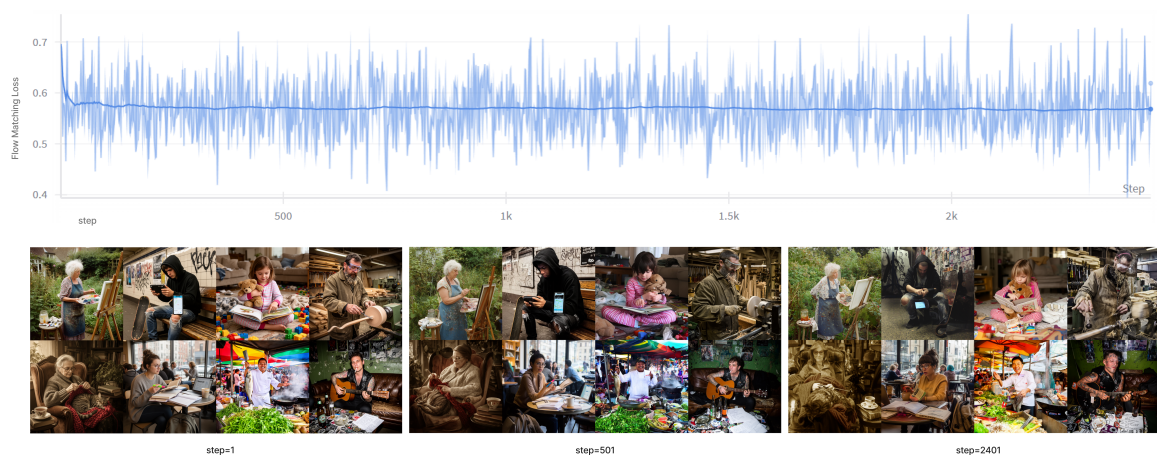 0.7
0.6
0.5
0.4
Flow Matching Loss
Step
500
1k
1.5k
2k
step
step=1
step=501
step=2401